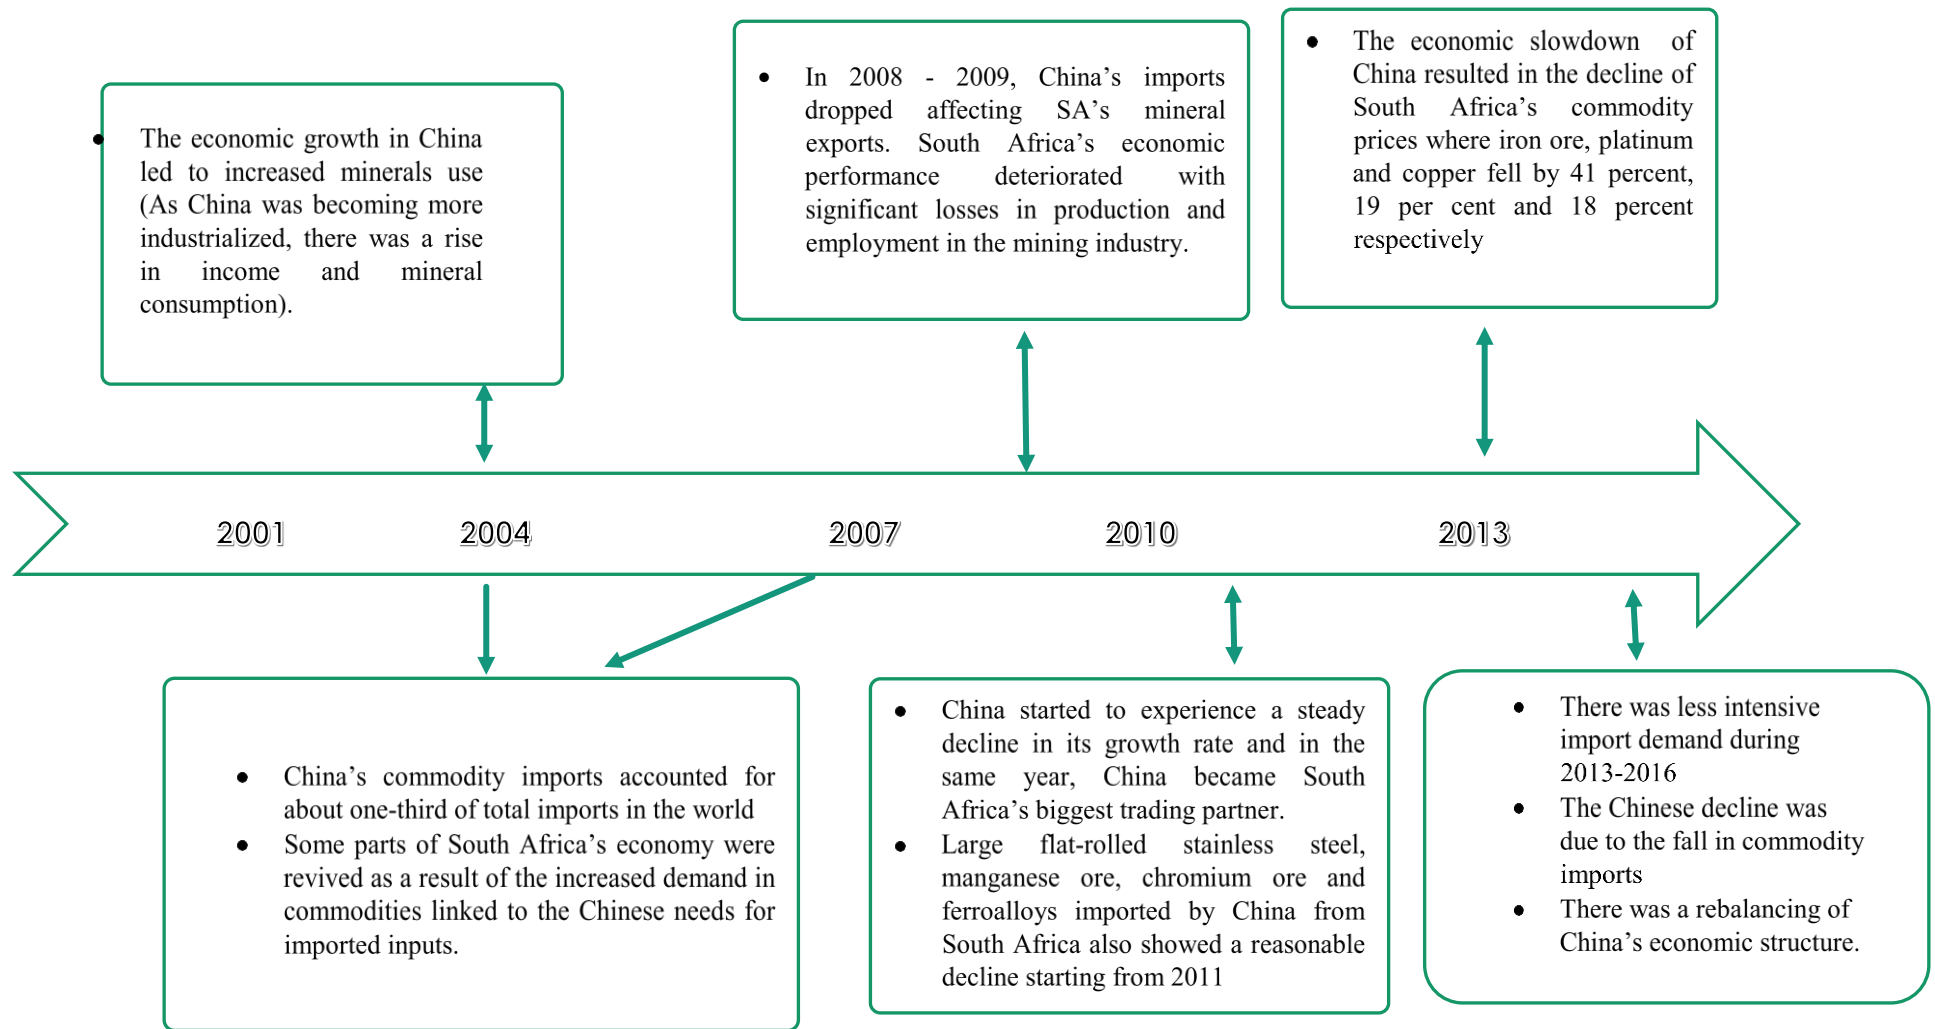 • The economic growth in China
led to increased minerals use
(As China was becoming more
industrialized, there was a rise
in income and mineral
consumption).
• In 2008 - 2009, China’s imports
dropped affecting SA’s mineral
exports. South Africa’s economic
performance deteriorated with
significant losses in production and
employment in the mining industry.
• The economic slowdown of
China resulted in the decline of
South Africa’s commodity
prices where iron ore, platinum
and copper fell by 41 percent,
19 per cent and 18 percent
respectively
2001 2004 2007 2010 2013
• China’s commodity imports accounted for
about one-third of total imports in the world
• Some parts of South Africa’s economy were
revived as a result of the increased demand in
commodities linked to the Chinese needs for
imported inputs.
• China started to experience a steady
decline in its growth rate and in the
same year, China became South
Africa’s biggest trading partner.
• Large flat-rolled stainless steel,
manganese ore, chromium ore and
ferroalloys imported by China from
South Africa also showed a reasonable
decline starting from 2011
• There was less intensive
import demand during
2013-2016
• The Chinese decline was
due to the fall in commodity
imports
• There was a rebalancing of
China’s economic structure.